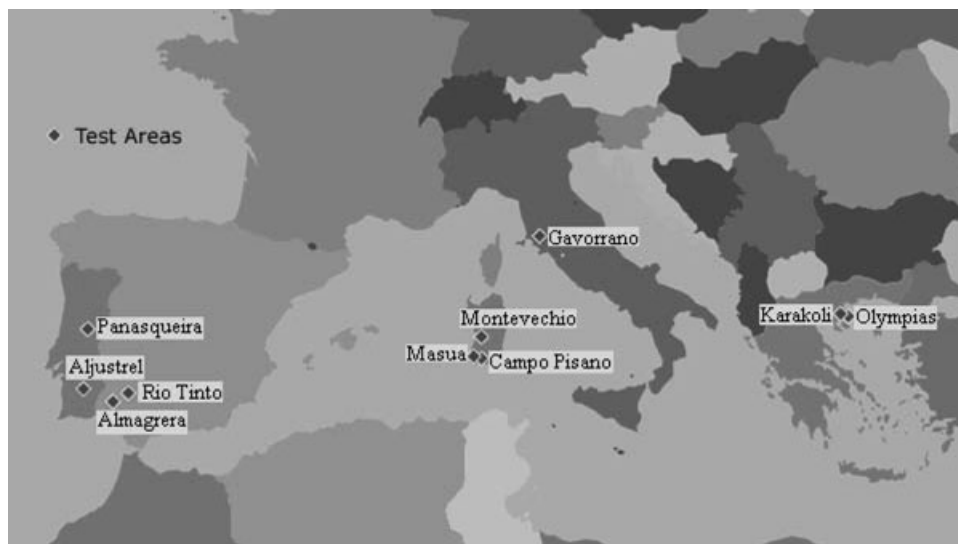 Test Areas
Gavorrano
Karakoli
Olympias
Panasqueira
Montevechio
Masua
Campo Pisano
Aljustrel
Rio Tinto
Almagrera